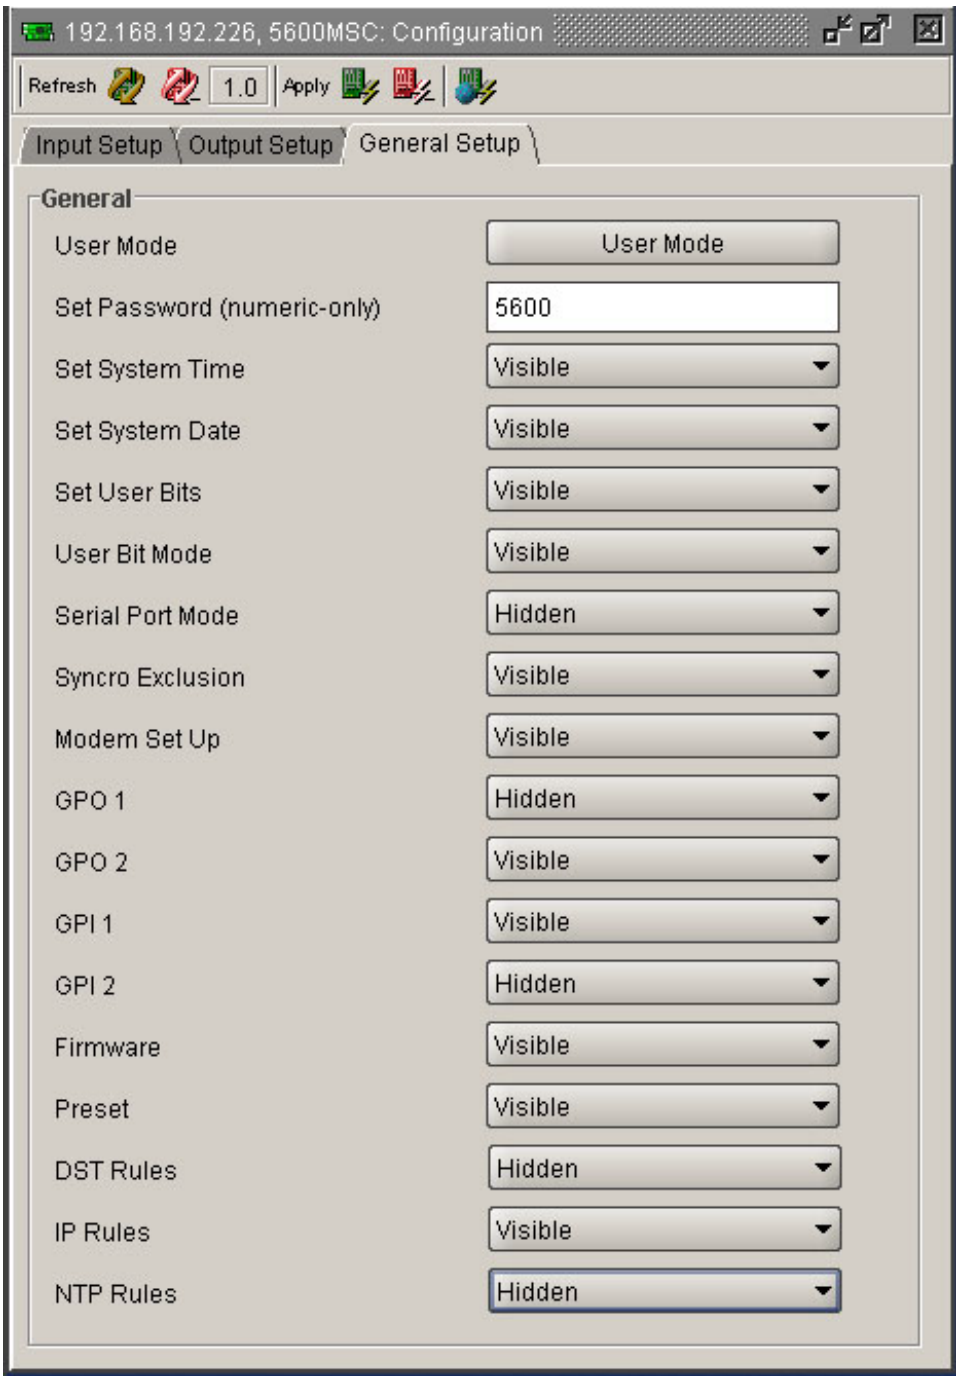 192.168.192.226, 5600MSC: Configuration
Refresh 1.0 Apply
Input Setup Output Setup General Setup
General
User Mode User Mode
Set Password (numeric-only) 5600
Set System Time Visible
Set System Date Visible
Set User Bits Visible
User Bit Mode Visible
Serial Port Mode Hidden
Syncro Exclusion Visible
Modem Set Up Visible
GPO 1 Hidden
GPO 2 Visible
GPI 1 Visible
GPI 2 Hidden
Firmware Visible
Preset Visible
DST Rules Hidden
IP Rules Visible
NTP Rules Hidden